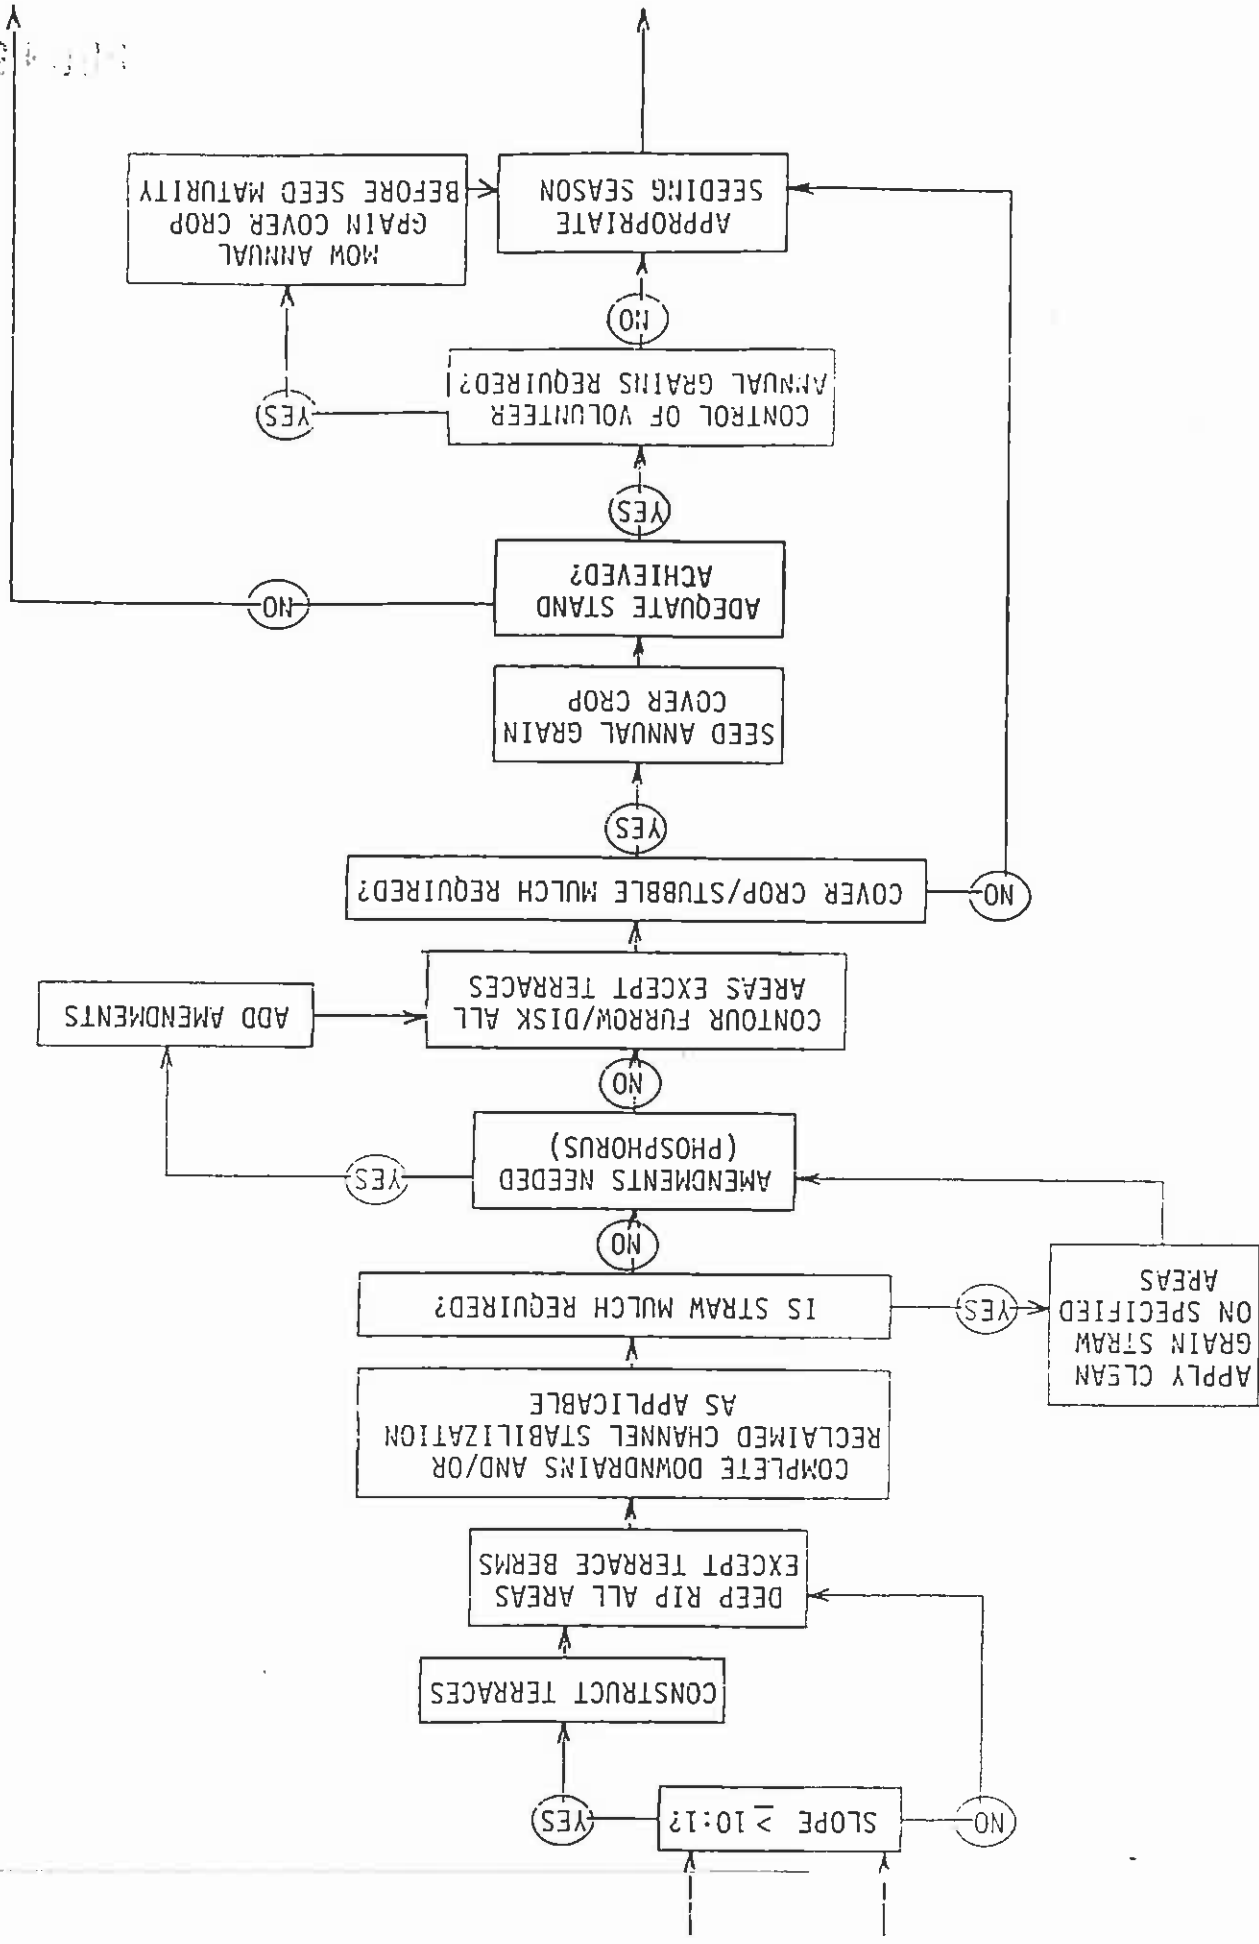 SLOPE ≥ 10:1?
NO
YES
CONSTRUCT TERRACES
DEEP RIP ALL AREAS
EXCEPT TERRACE BERMS
COMPLETE DOWNDRAINS AND/OR
RECLAIMED CHANNEL STABILIZATION
AS APPLICABLE
IS STRAW MULCH REQUIRED?
YES
APPLY CLEAN
GRAIN STRAW
ON SPECIFIED
AREAS
NO
AMENDMENTS NEEDED
(PHOSPHORUS)
YES
NO
ADD AMENDMENTS
CONTOUR FURROW/DISK ALL
AREAS EXCEPT TERRACES
COVER CROP/STUBBLE MULCH REQUIRED?
NO
YES
SEED ANNUAL GRAIN
COVER CROP
ADEQUATE STAND
ACHIEVED?
NO
YES
CONTROL OF VOLUNTEER
ANNUAL GRAINS REQUIRED?
YES
NO
MOW ANNUAL
GRAIN COVER CROP
BEFORE SEED MATURITY
APPROPRIATE
SEEDING SEASON